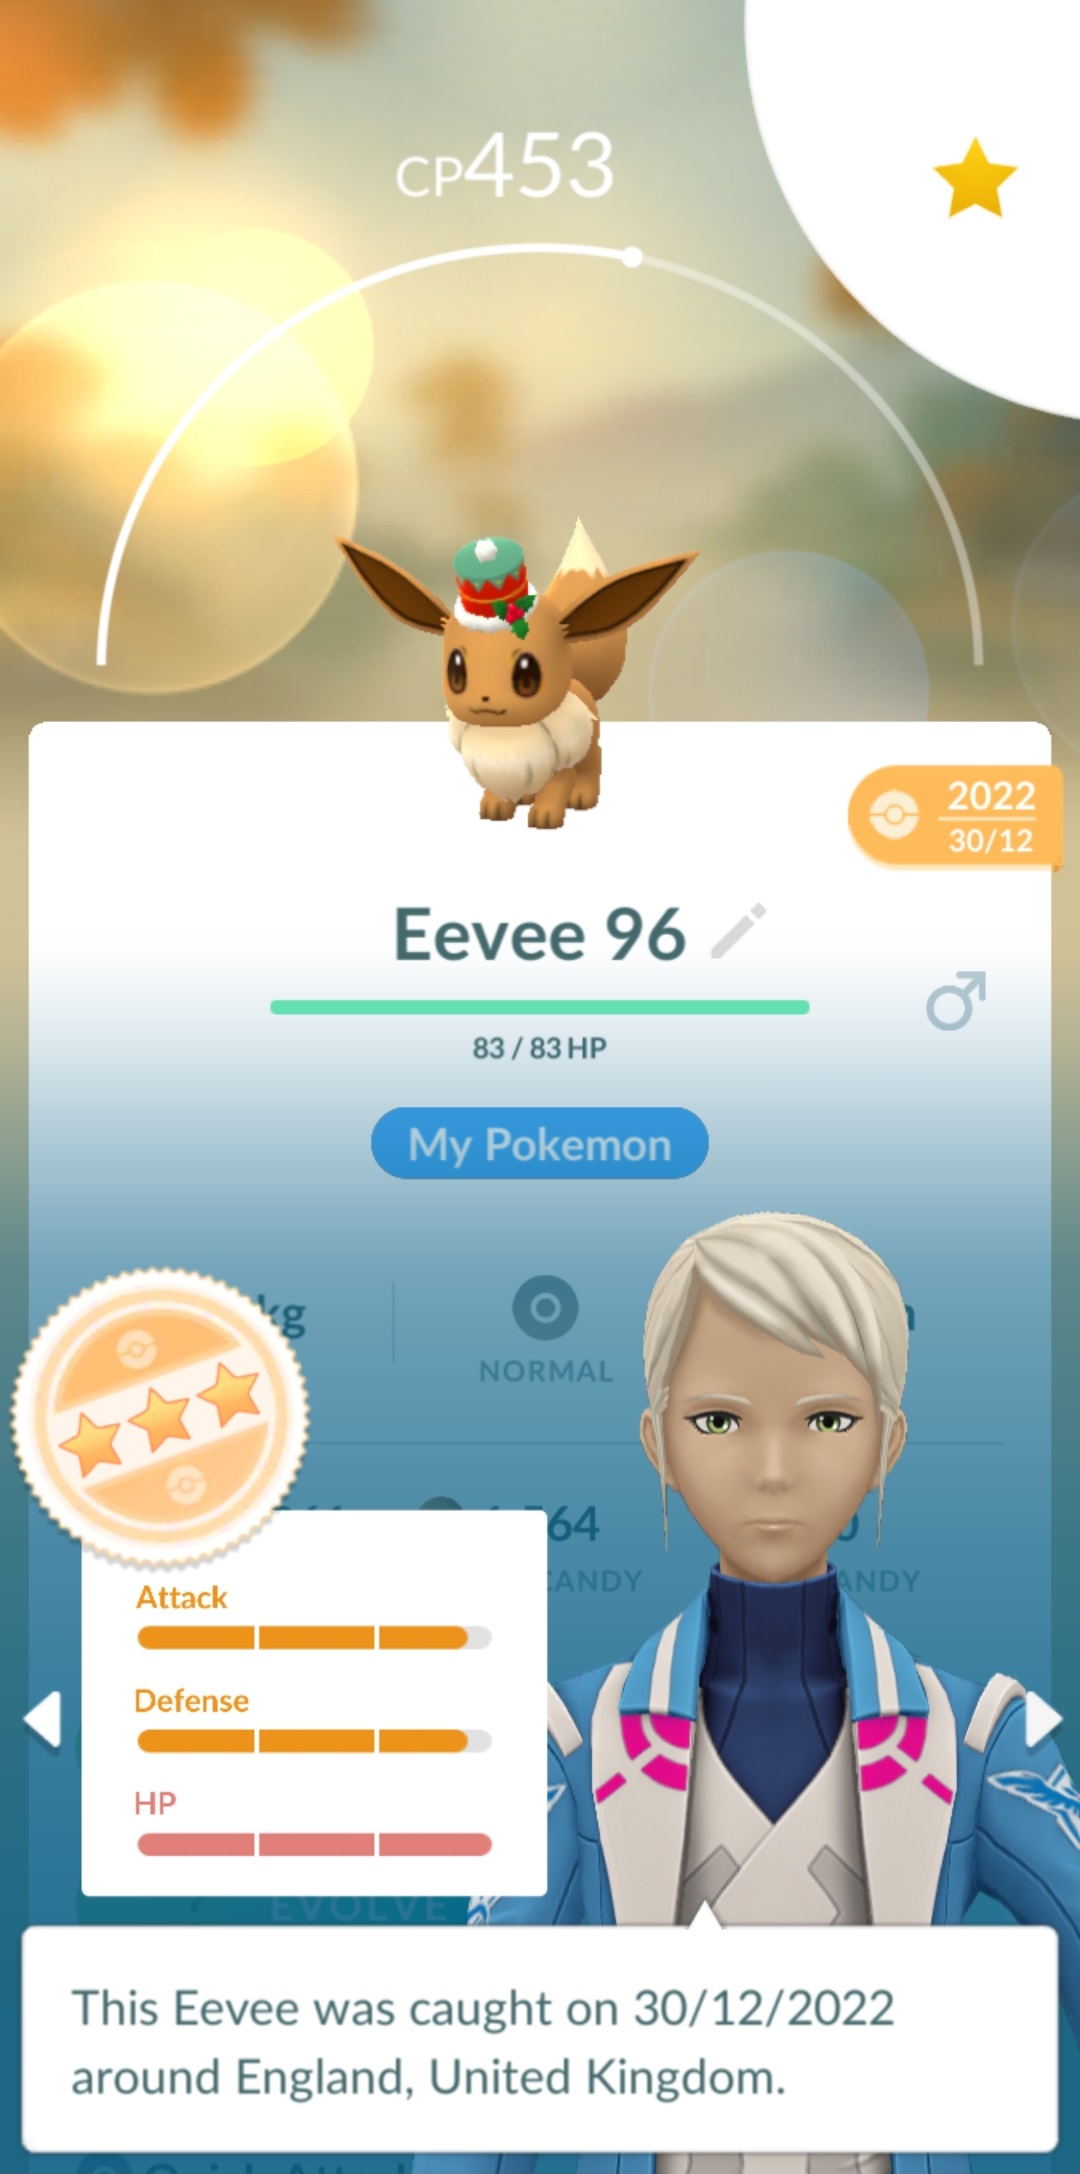 CP453
2022
30/12
Eevee 96
83 / 83 HP
My Pokemon
kg
NORMAL
64
CANDY
ANDY
Attack
Defense
HP
EVOLVE
This Eevee was caught on 30/12/2022
around England, United Kingdom.